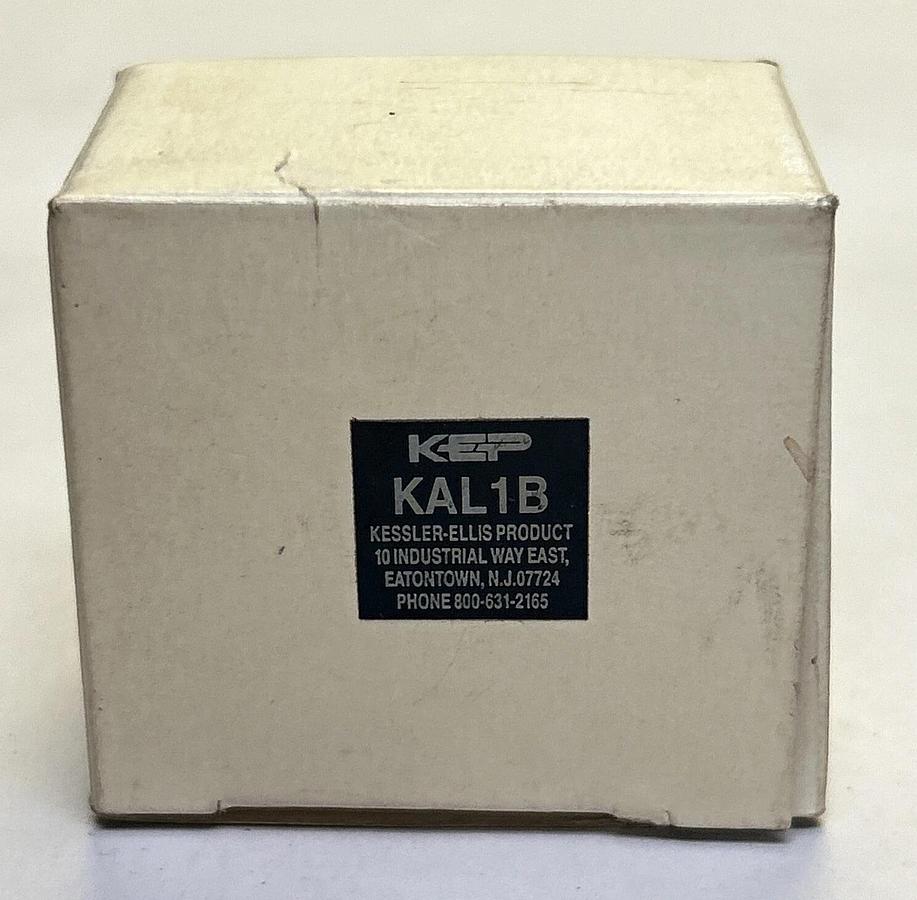 KEP
KAL1B
KESSLER-ELLIS PRODUCT
10 INDUSTRIAL WAY EAST,
EATONTOWN, N.J.07724
PHONE 800-631-2165